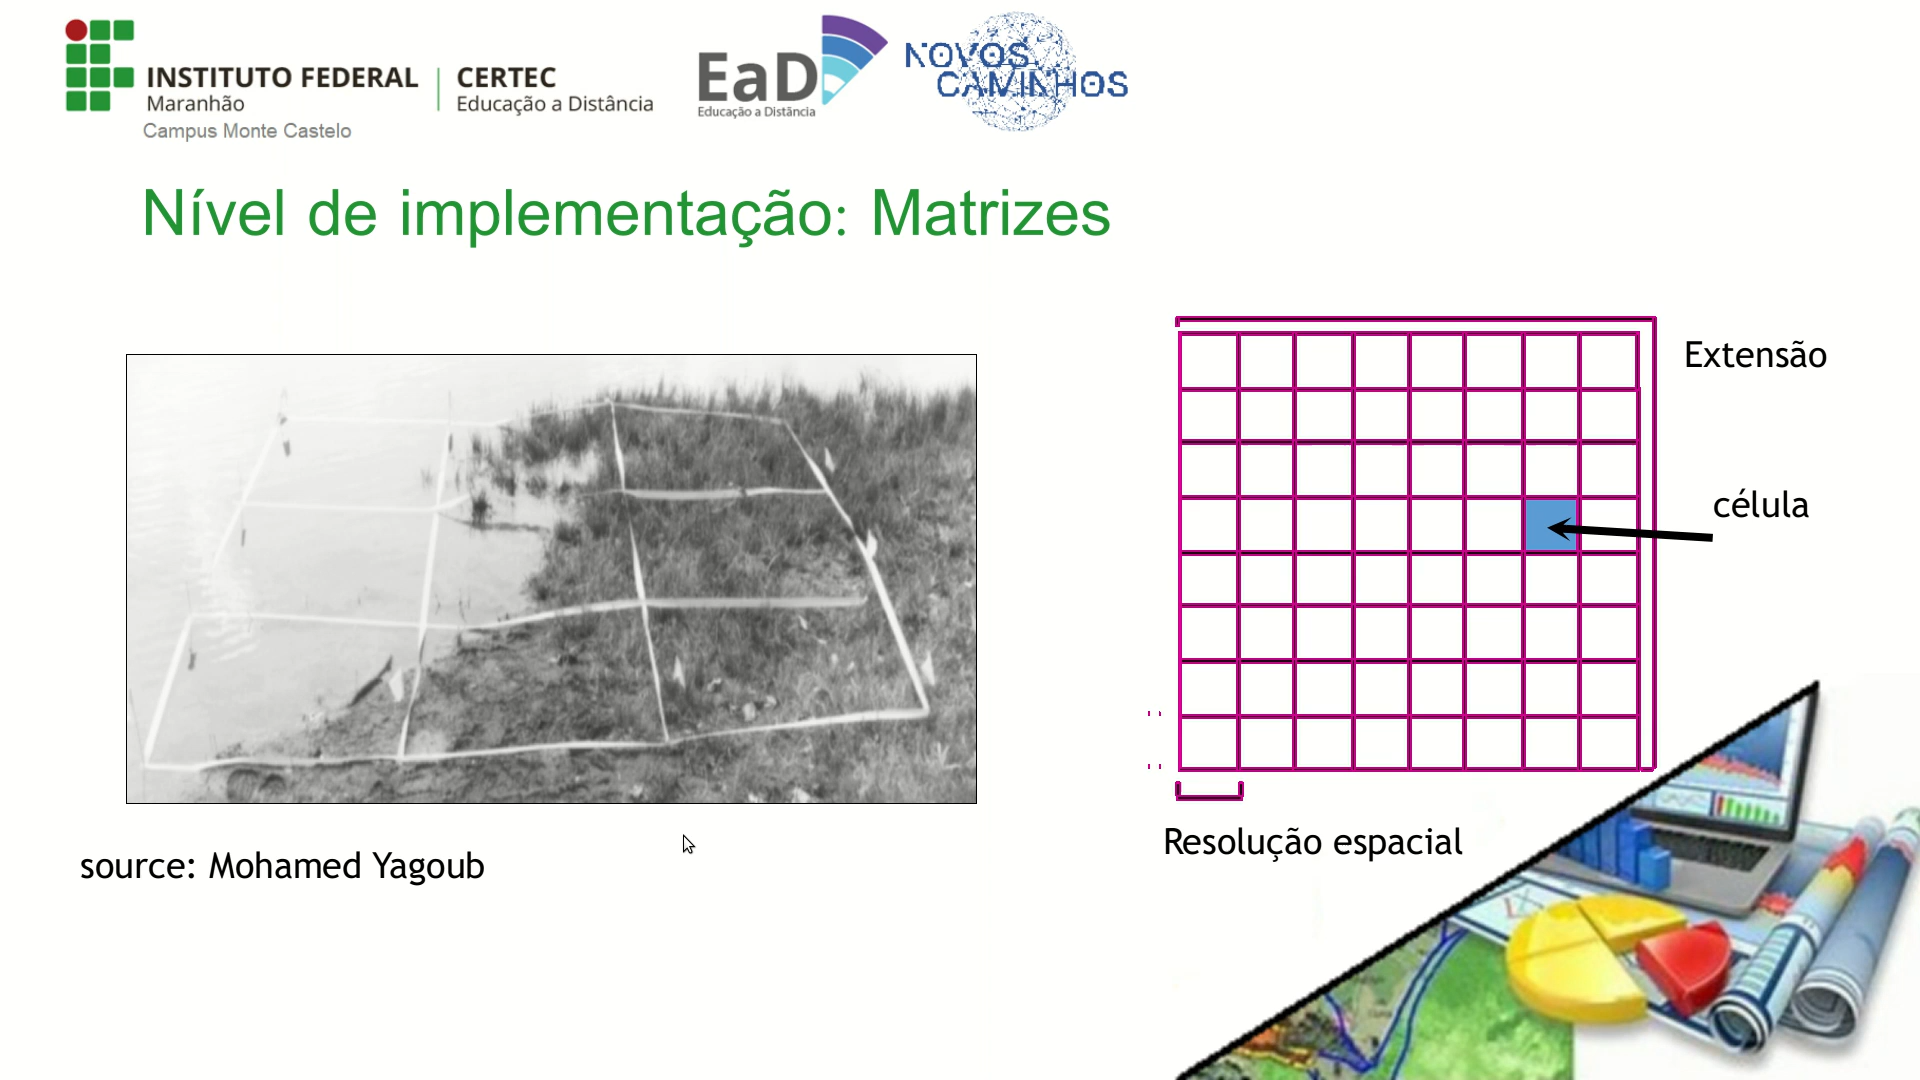 INSTITUTO FEDERAL
Maranhão
Campus Monte Castelo
CERTEC
Educação a Distância
EaD
Educação a Distância
NOVOS
CAMINHOS
Nível de implementação: Matrizes
Extensão
célula
Resolução espacial
source: Mohamed Yagoub